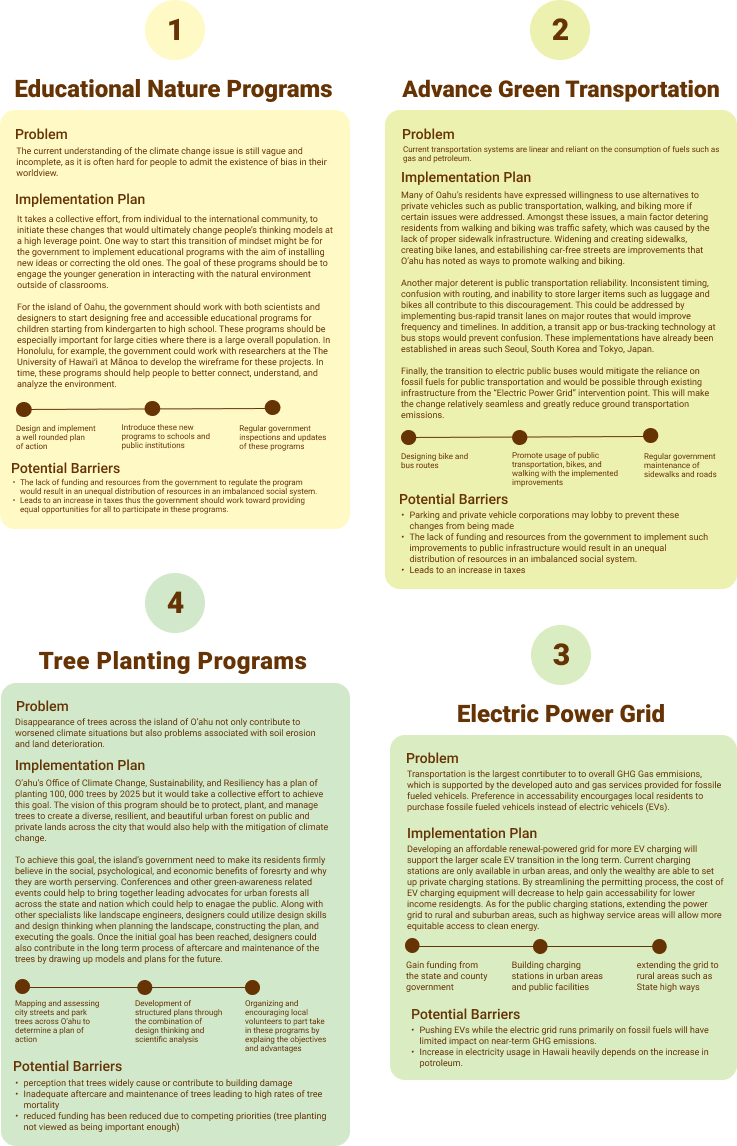 1
Educational Nature Programs
Problem
The current understanding of the climate change issue is still vague and
incomplete, as it is often hard for people to admit the existence of bias in their
worldview.
Implementation Plan
It takes a collective effort, from individual to the international community, to
initiate these changes that would ultimately change people's thinking models at
a high leverage point. One way to start this transition of mindset might be for
the government to implement educational programs with the aim of installing
new ideas or correcting the old ones. The goal of these programs should be to
engage the younger generation in interacting with the natural environment
outside of classrooms.
For the island of Oahu, the government should work with both scientists and
designers to start designing free and accessible educational programs for
children starting from kindergarten to high school. These programs should be
especially important for large cities where there is a large overall population. In
Honolulu, for example, the government could work with researchers at the The
University of Hawai'i at Mānoa to develop the wireframe for these projects. In
time, these programs should help people to better connect, understand, and
analyze the environment.
Design and implement
a well rounded plan
of action
Introduce these new
programs to schools and
public institutions
Regular government
inspections and updates
of these programs
Potential Barriers
• The lack of funding and resources from the government to regulate the program
would result in an unequal distribution of resources in an imbalanced social system.
• Leads to an increase in taxes thus the government should work toward providing
equal opportunities for all to participate in these programs.
2
Advance Green Transportation
Problem
Current transportation systems are linear and reliant on the consumption of fuels such as
gas and petroleum.
Implementation Plan
Many of Oahu's residents have expressed willingness to use alternatives to
private vehicles such as public transportation, walking, and biking more if
certain issues were addressed. Amongst these issues, a main factor detering
residents from walking and biking was traffic safety, which was caused by the
lack of proper sidewalk infrastructure. Widening and creating sidewalks,
creating bike lanes, and estabilishing car-free streets are improvements that
O'ahu has noted as ways to promote walking and biking.
Another major deterent is public transportation reliability. Inconsistent timing,
confusion with routing, and inability to store larger items such as luggage and
bikes all contribute to this discouragement. This could be addressed by
implementing bus-rapid transit lanes on major routes that would improve
frequency and timelines. In addition, a transit app or bus-tracking technology at
bus stops would prevent confusion. These implementations have already been
established in areas such Seoul, South Korea and Tokyo, Japan.
Finally, the transition to electric public buses would mitigate the reliance on
fossil fuels for public transportation and would be possible through existing
infrastructure from the "Electric Power Grid" intervention point. This will make
the change relatively seamless and greatly reduce ground transportation
emissions.
Designing bike and
bus routes
Promote usage of public
transportation, bikes, and
walking with the implemented
improvements
Regular government
maintenance of
sidewalks and roads
Potential Barriers
• Parking and private vehicle corporations may lobby to prevent these
changes from being made
• The lack of funding and resources from the government to implement such
improvements to public infrastructure would result in an unequal
distribution of resources in an imbalanced social system.
• Leads to an increase in taxes
4
Tree Planting Programs
Problem
Disappearance of trees across the island of O'ahu not only contribute to
worsened climate situations but also problems associated with soil erosion
and land deterioration.
Implementation Plan
O'ahu's Office of Climate Change, Sustainability, and Resiliency has a plan of
planting 100, 000 trees by 2025 but it would take a collective effort to achieve
this goal. The vision of this program should be to protect, plant, and manage
trees to create a diverse, resilient, and beautiful urban forest on public and
private lands across the city that would also help with the mitigation of climate
change.
To achieve this goal, the island's government need to make its residents firmly
believe in the social, psychological, and economic benefits of foresrty and why
they are worth perserving. Conferences and other green-awareness related
events could help to bring together leading advocates for urban forests all
across the state and nation which could help to enagae the public. Along with
other specialists like landscape engineers, designers could utilize design skills
and design thinking when planning the landscape, constructing the plan, and
executing the goals. Once the initial goal has been reached, designers could
also contribute in the long term process of aftercare and maintenance of the
trees by drawing up models and plans for the future.
Mapping and assessing
city streets and park
trees across O'ahu to
determine a plan of
action
Development of
structured plans through
the combination of
design thinking and
scientific analysis
Organizing and
encouraging local
volunteers to part take
in these programs by
explaing the objectives
and advantages
Potential Barriers
• perception that trees widely cause or contribute to building damage
• Inadequate aftercare and maintenance of trees leading to high rates of tree
mortality
• reduced funding has been reduced due to competing priorities (tree planting
not viewed as being important enough)
3
Electric Power Grid
Problem
Transportation is the largest conrtibuter to to overall GHG Gas emmisions,
which is supported by the developed auto and gas services provided for fossile
fueled vehicels. Preference in accessability encurgages local residents to
purchase fossile fueled vehicels instead of electric vehicels (EVs).
Implementation Plan
Developing an affordable renewal-powered grid for more EV charging will
support the larger scale EV transition in the long term. Current charging
stations are only available in urban areas, and only the wealthy are able to set
up private charging stations. By streamlining the permitting process, the cost of
EV charging equipment will decrease to help gain accessability for lower
income residengts. As for the public charging stations, extending the power
grid to rural and suburban areas, such as highway service areas will allow more
equitable access to clean energy.
Gain funding from
the state and county
government
Building charging
stations in urban areas
and public facilities
extending the grid to
rural areas such as
State high ways
Potential Barriers
• Pushing EVs while the electric grid runs primarily on fossil fuels will have
limited impact on near-term GHG emissions.
• Increase in electricity usage in Hawaii heavily depends on the increase in
potroleum.